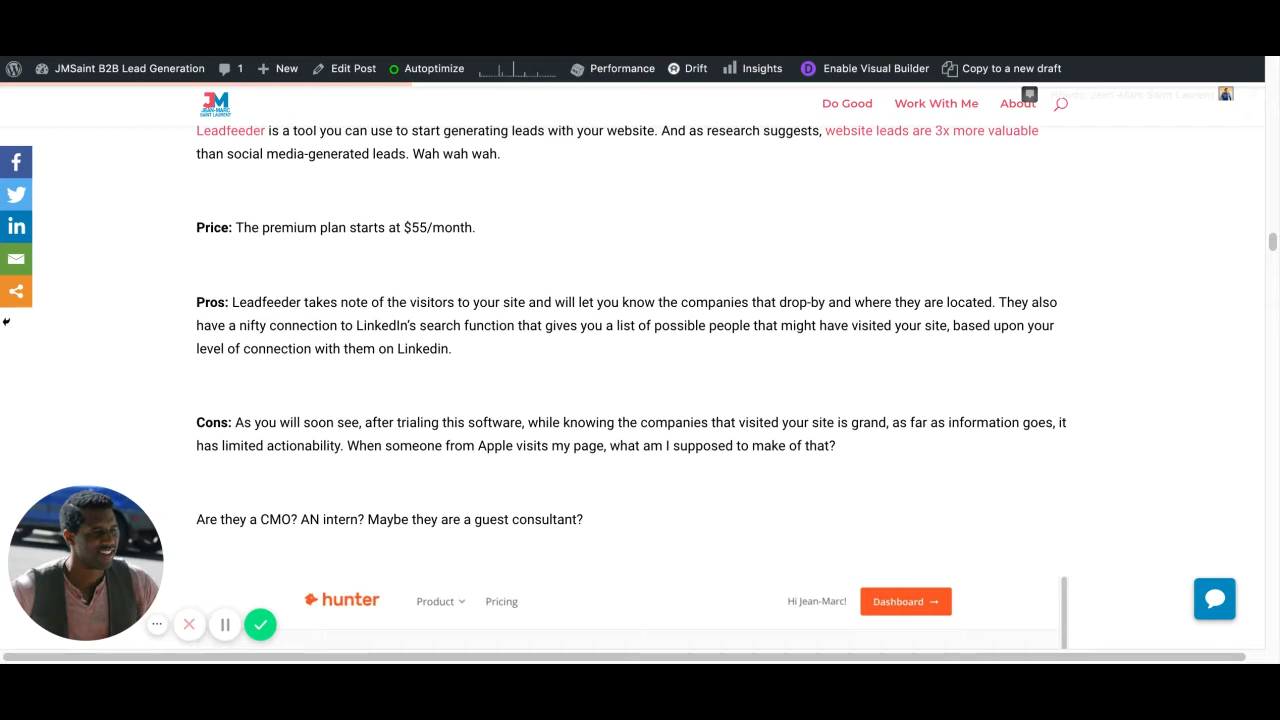 JMSaint B2B Lead Generation 1 New Edit Post Autoptimize Performance Drift Insights Enable Visual Builder Copy to a new draft
JM
JEAN-MARC
SAINT LAURENT
Do Good Work With Me About
Jean-Marc Saint Laurent
Leadfeeder is a tool you can use to start generating leads with your website. And as research suggests, website leads are 3x more valuable
than social media-generated leads. Wah wah wah.
Price: The premium plan starts at $55/month.
Pros: Leadfeeder takes note of the visitors to your site and will let you know the companies that drop-by and where they are located. They also
have a nifty connection to LinkedIn's search function that gives you a list of possible people that might have visited your site, based upon your
level of connection with them on Linkedin.
Cons: As you will soon see, after trialing this software, while knowing the companies that visited your site is grand, as far as information goes, it
has limited actionability. When someone from Apple visits my page, what am I supposed to make of that?
Are they a CMO? AN intern? Maybe they are a guest consultant?
hunter Product Pricing Hi Jean-Marc! Dashboard →